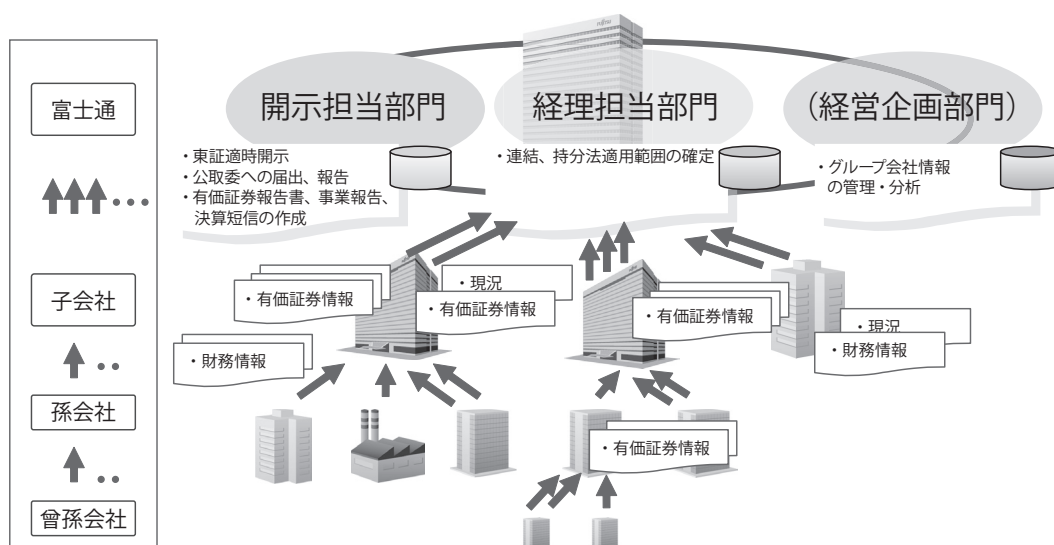 富士通
子会社
孫会社
曾孫会社
FUJITSU
開示担当部門
経理担当部門
（経営企画部門）
・東証適時開示
・公取委への届出、報告
・有価証券報告書、事業報告、
決算短信の作成
・連結、持分法適用範囲の確定
・グループ会社情報
の管理・分析
・有価証券情報
・現況
・有価証券情報
・財務情報
・有価証券情報
・現況
・財務情報
・有価証券情報